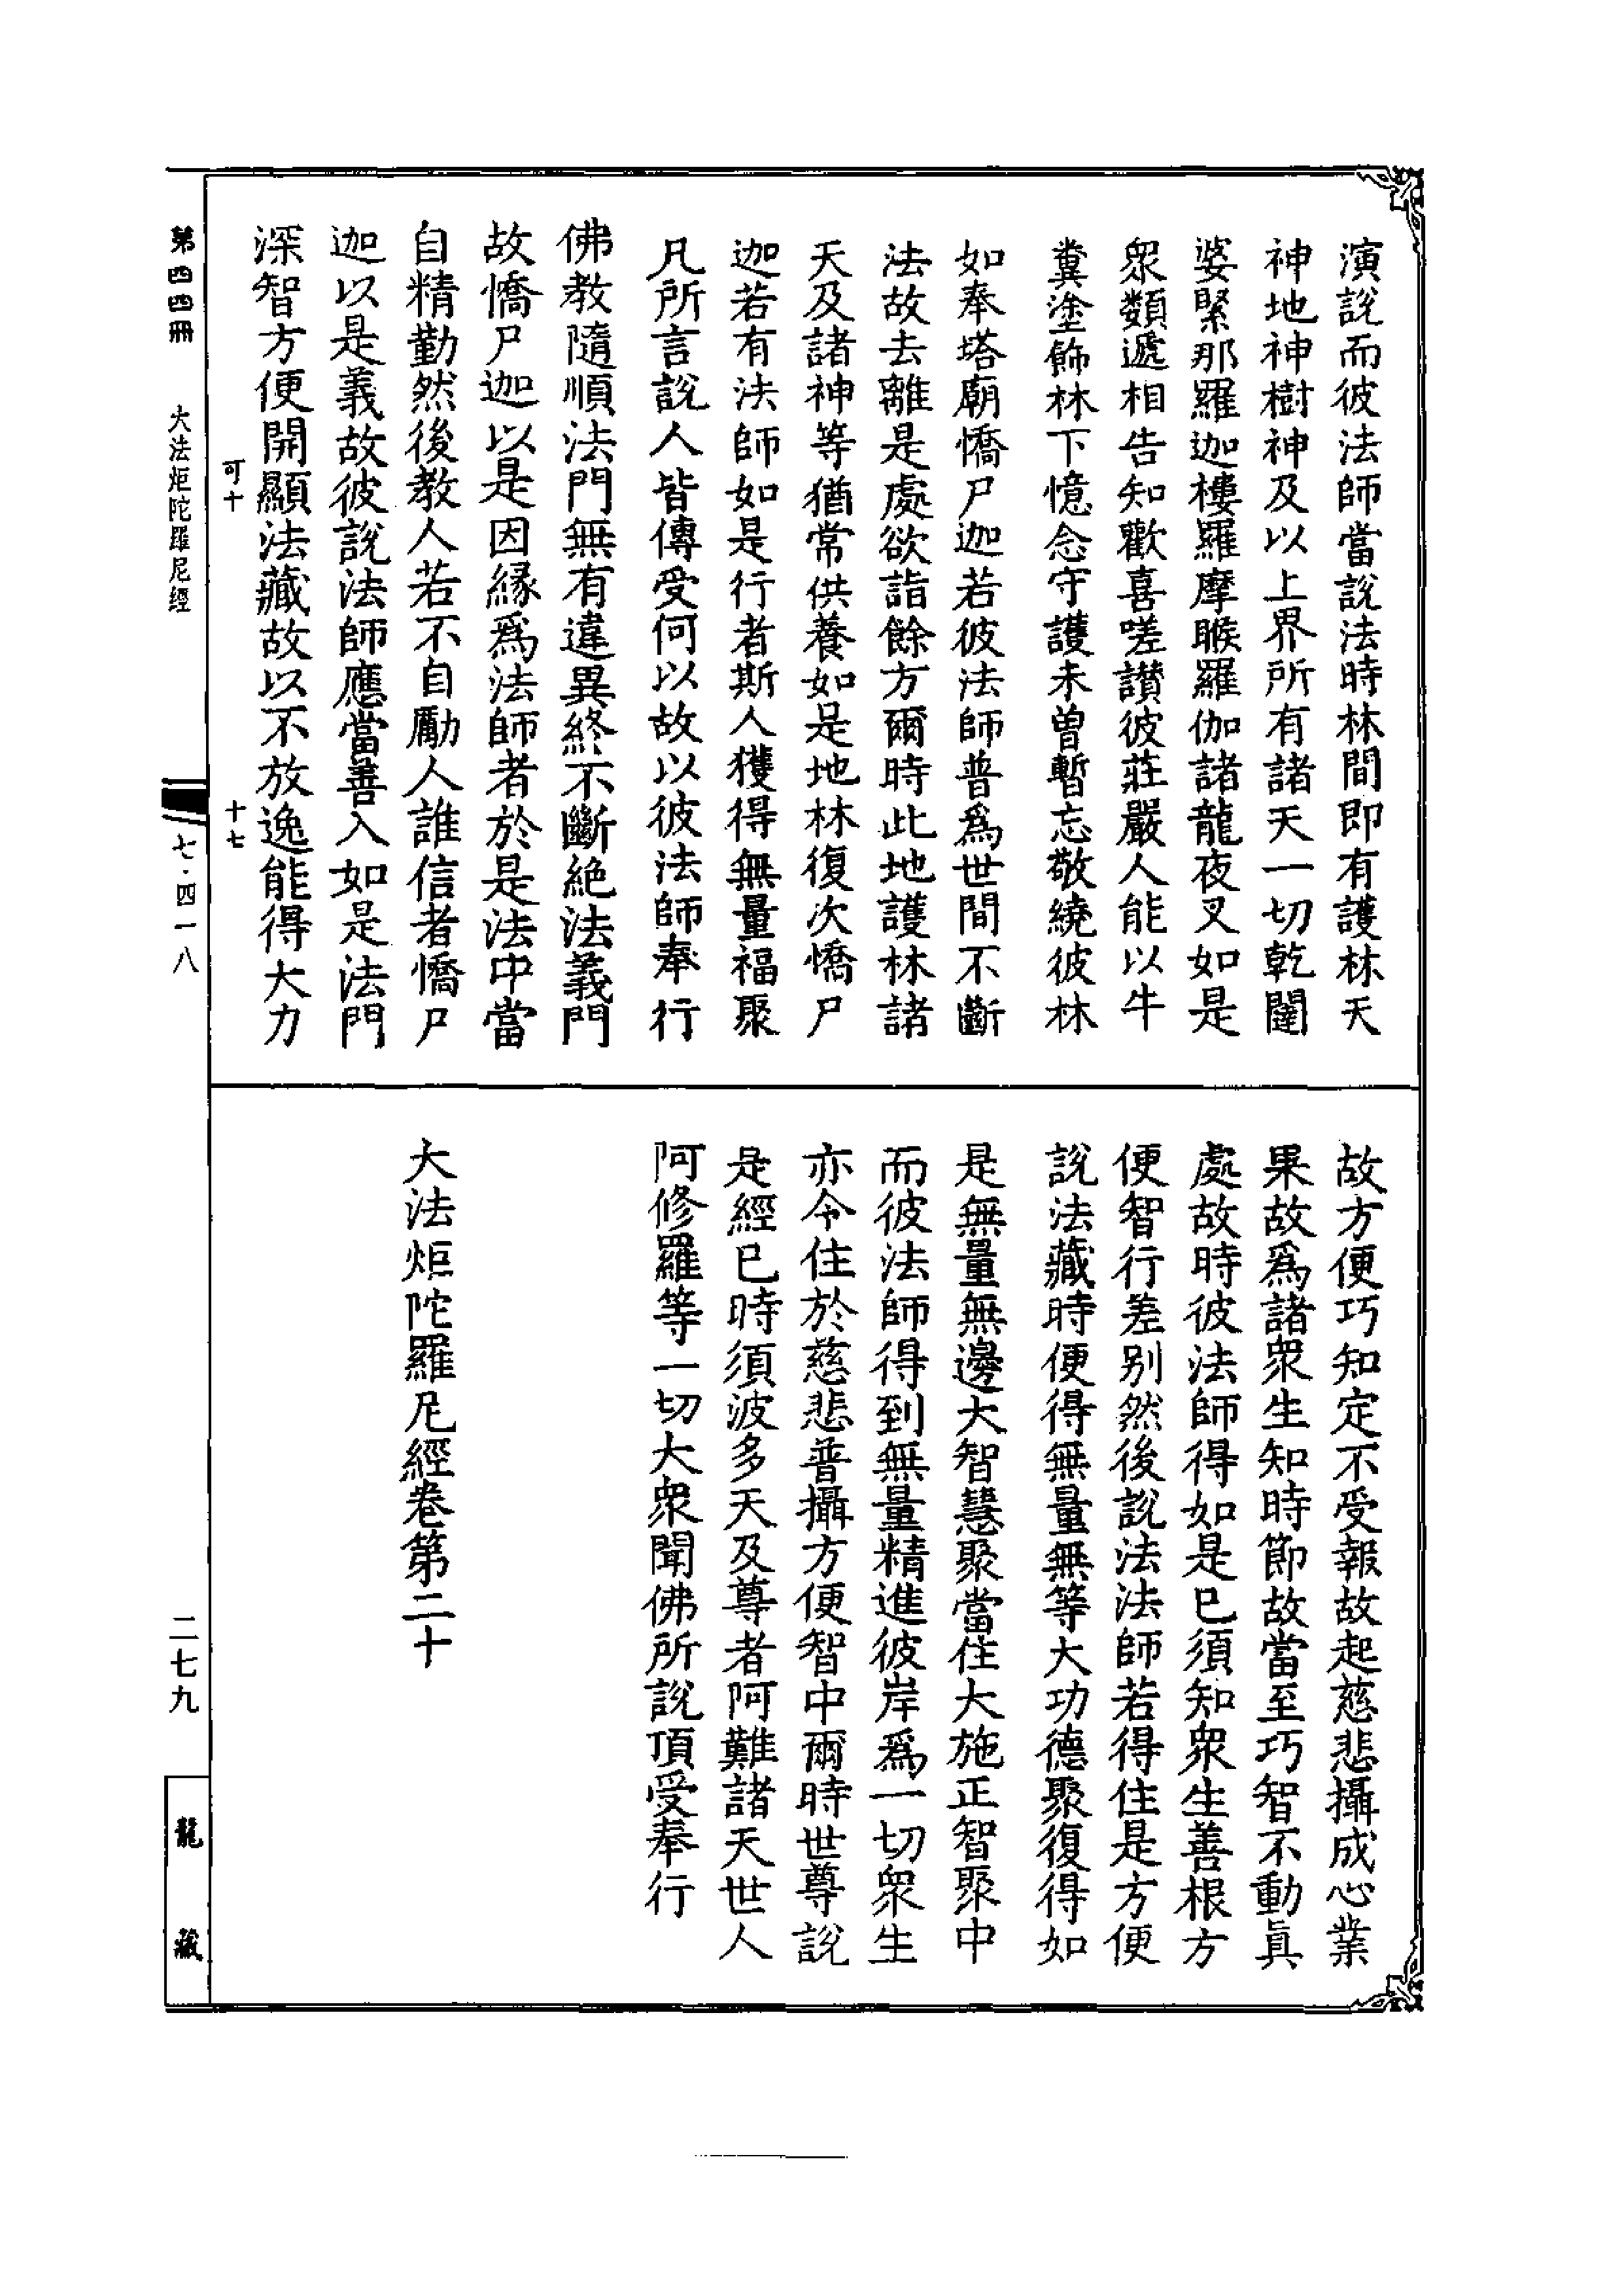 演說而彼法師當說法時林間即有護林天
神地神樹神及以上界所有諸天一切乾闥
婆緊那羅迦樓羅摩睺羅伽諸龍夜叉如是
衆類遞相告知歡喜嗟讚彼莊嚴人能以牛
糞塗飾林下憶念守護未曾暫忘敬繞彼林
如奉塔廟憍尸迦若彼法師普爲世間不斷
法故去離是處欲詣餘方爾時此地護林諸
天及諸神等猶常供養如是地林復次憍尸
迦若有法師如是行者斯人獲得無量福聚
凡所言說人皆傳受何以故以彼法師奉行
佛教隨順法門無有違異終不斷絶法義門
故憍尸迦以是因緣爲法師者於是法中當
自精勤然後教人若不自勵人誰信者憍尸
迦以是義故彼說法師應當善入如是法門
深智方便開顯法藏故以不放逸能得大力
可十
十七
第四四冊
大法炬陀羅尼經
七·四一八
故方便巧知定不受報故起慈悲攝成心業
果故爲諸衆生知時節故當至巧智不動眞
處故時彼法師得如是已須知衆生善根方
便智行差别然後說法法師若得住是方便
說法藏時便得無量無等大功德聚復得如
是無量無邊大智慧聚當住大施正智聚中
而彼法師得到無量精進彼岸爲一切衆生
亦令住於慈悲普攝方便智中爾時世尊說
是經已時須波多天及尊者阿難諸天世人
阿修羅等一切大衆聞佛所說頂受奉行
大法炬陀羅尼經卷第二十
二七九
龍藏